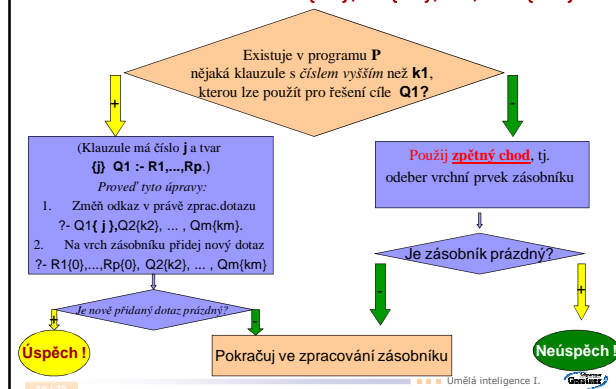 Existuje v programu P
nějaká klauzule s číslem vyšším než k1,
kterou lze použít pro řešení cíle Q1?
+
-
(Klauzule má číslo j a tvar
{j} Q1 :- R1,...,Rp.)
Proveď tyto úpravy:
1. Změň odkaz v právě zprac.dotazu
?- Q1{ j },Q2{k2}, ... , Qm{km}.
2. Na vrch zásobníku přidej nový dotaz
?- R1{0},...,Rp{0}, Q2{k2}, ... , Qm{km}
Použij zpětný chod, tj.
odeber vrchní prvek zásobníku
Je zásobník prázdný?
Je nově přidaný dotaz prázdný?
+
-
-
+
Úspěch !
Pokračuj ve zpracování zásobníku
Neúspěch !
Umělá inteligence I.
Gerstner